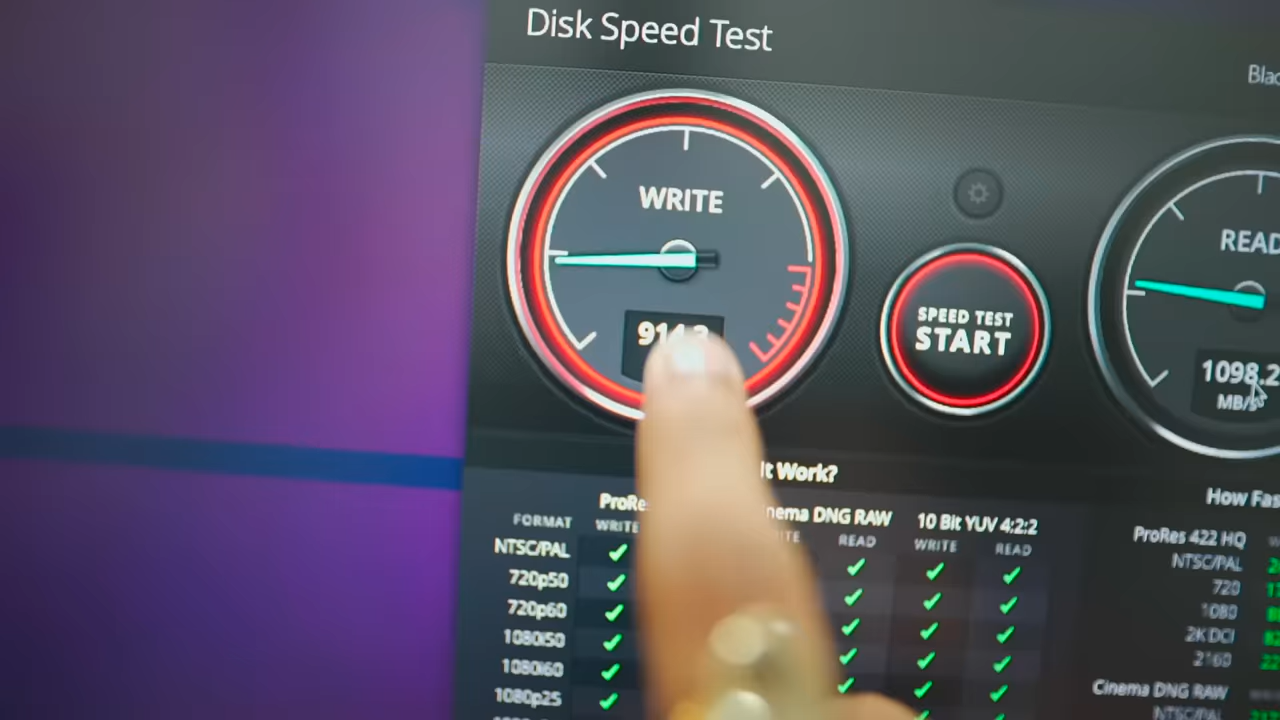 Disk Speed Test
WRITE
READ
SPEED TEST
START
1098.2
MB/s
It Work?
How Fas
Cinema DNG RAW
10 Bit YUV 4:2:2
FORMAT
WRITE
READ
WRITE
READ
NTSC/PAL
720p50
720p60
1080i50
1080i60
1080p25
ProRes 422 HQ
NTSC/PAL
720
1080
2K DCI
2160
Cinema DNG RAW
NTSC/PAL